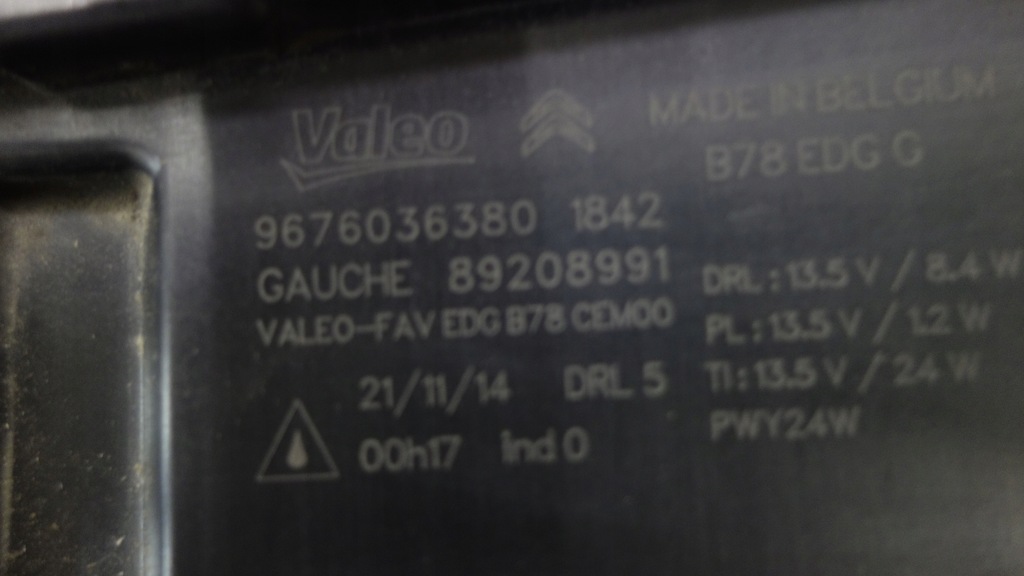 Valeo
MADE IN BELGIUM
B78 EDG G
9676036380 1842
GAUCHE 89208991
VALEO-FAV EDG B78 CEM00
DRL : 13.5 V / 8.4 W
PL : 13.5 V / 1.2 W
21/11/14 DRL 5
TI : 13.5 V / 24 W
00h17 Ind 0
PWY24W